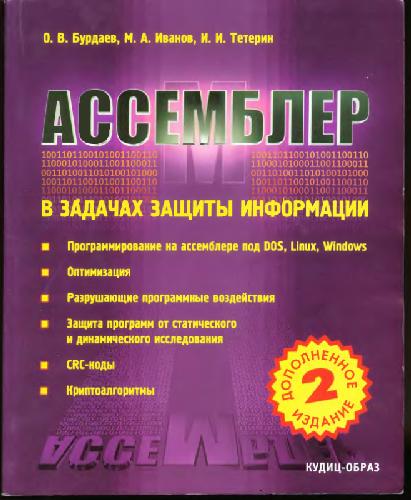 О. В. Бурдаев, М. А. Иванов, И. И. Тетерин
АССЕМБЛЕР
В ЗАДАЧАХ ЗАЩИТЫ ИНФОРМАЦИИ
Программирование на ассемблере под DOS, Linux, Windows
Оптимизация
Разрушающие программные воздействия
Защита программ от статического
и динамического исследования
CRC-коды
Криптоалгоритмы
ДОПОЛНЕННОЕ
2
ИЗДАНИЕ
КУДИЦ-ОБРАЗ